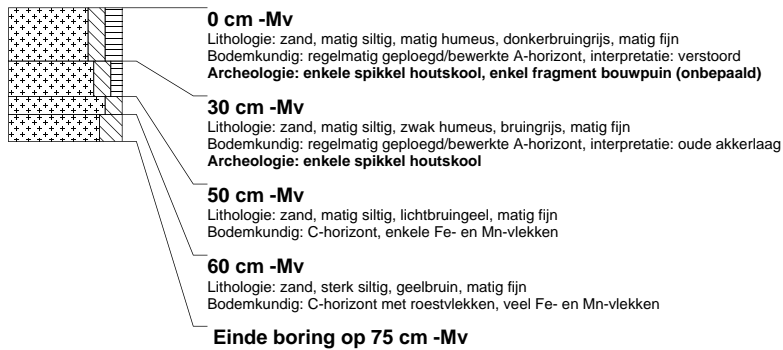 0 cm -Mv
Lithologie: zand, matig siltig, matig humeus, donkerbruingrijs, matig fijn
Bodemkundig: regelmatig geploegd/bewerkte A-horizont, interpretatie: verstoord
Archeologie: enkele spikkel houtskool, enkel fragment bouwpuin (onbepaald)
30 cm -Mv
Lithologie: zand, matig siltig, zwak humeus, bruingrijs, matig fijn
Bodemkundig: regelmatig geploegd/bewerkte A-horizont, interpretatie: oude akkerlaag
Archeologie: enkele spikkel houtskool
50 cm -Mv
Lithologie: zand, matig siltig, lichtbruingeel, matig fijn
Bodemkundig: C-horizont, enkele Fe- en Mn-vlekken
60 cm -Mv
Lithologie: zand, sterk siltig, geelbruin, matig fijn
Bodemkundig: C-horizont met roestvlekken, veel Fe- en Mn-vlekken
Einde boring op 75 cm -Mv